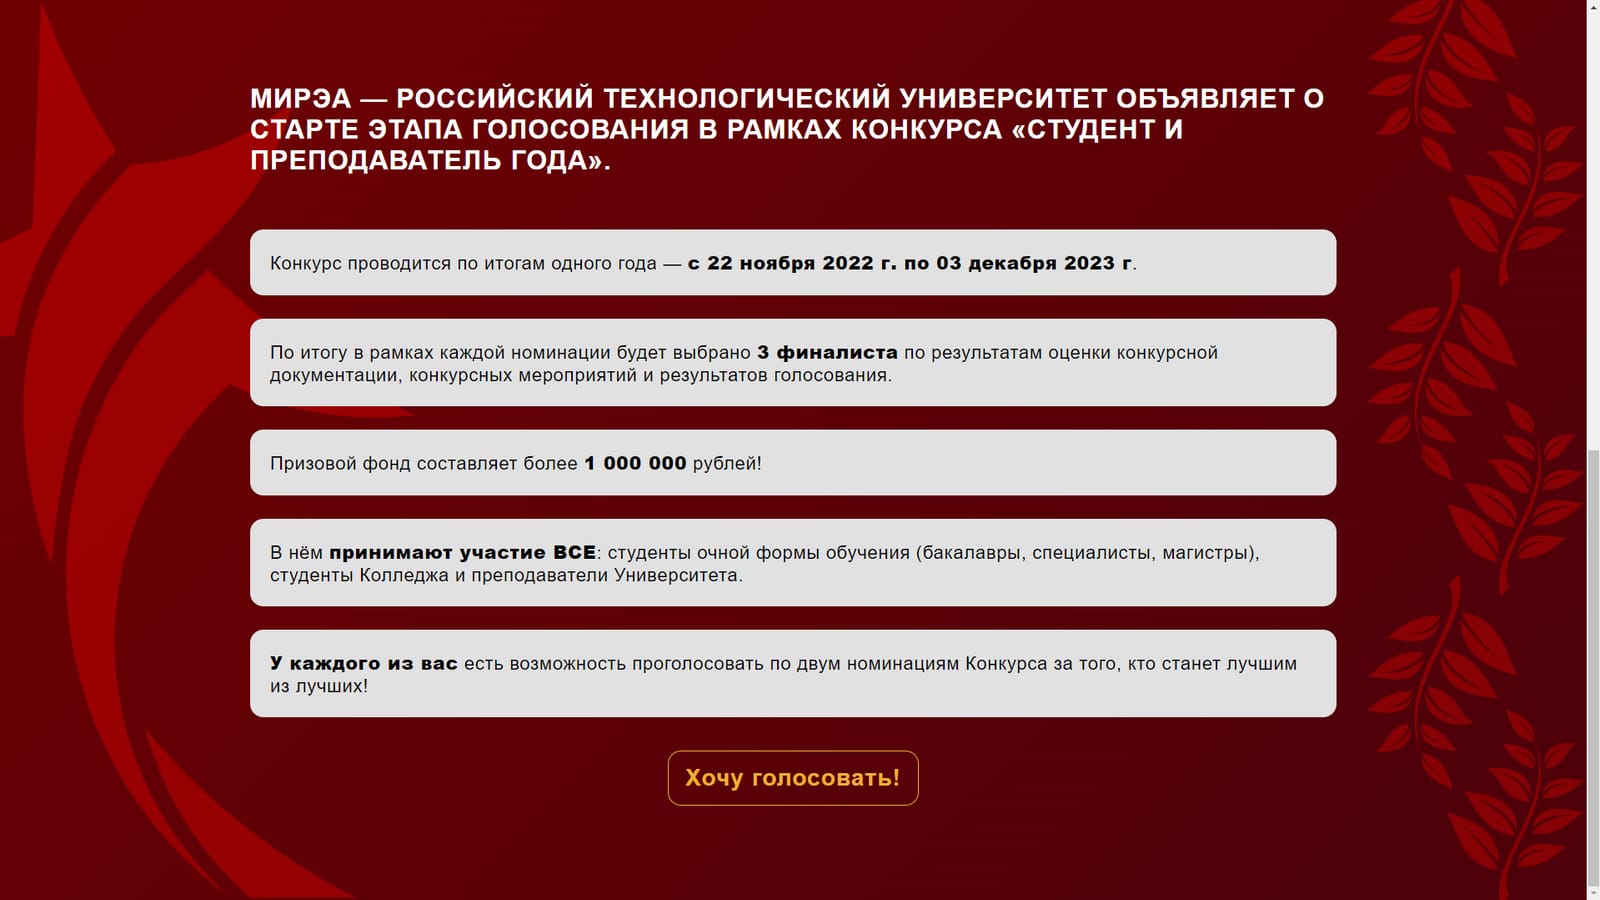 МИРЭА — РОССИЙСКИЙ ТЕХНОЛОГИЧЕСКИЙ УНИВЕРСИТЕТ ОБЪЯВЛЯЕТ О
СТАРТЕ ЭТАПА ГОЛОСОВАНИЯ В РАМКАХ КОНКУРСА «СТУДЕНТ И
ПРЕПОДАВАТЕЛЬ ГОДА».
Конкурс проводится по итогам одного года — с 22 ноября 2022 г. по 03 декабря 2023 г.
По итогу в рамках каждой номинации будет выбрано 3 финалиста по результатам оценки конкурсной
документации, конкурсных мероприятий и результатов голосования.
Призовой фонд составляет более 1 000 000 рублей!
В нём принимают участие ВСЕ: студенты очной формы обучения (бакалавры, специалисты, магистры),
студенты Колледжа и преподаватели Университета.
У каждого из вас есть возможность проголосовать по двум номинациям Конкурса за того, кто станет лучшим
из лучших!
Хочу голосовать!